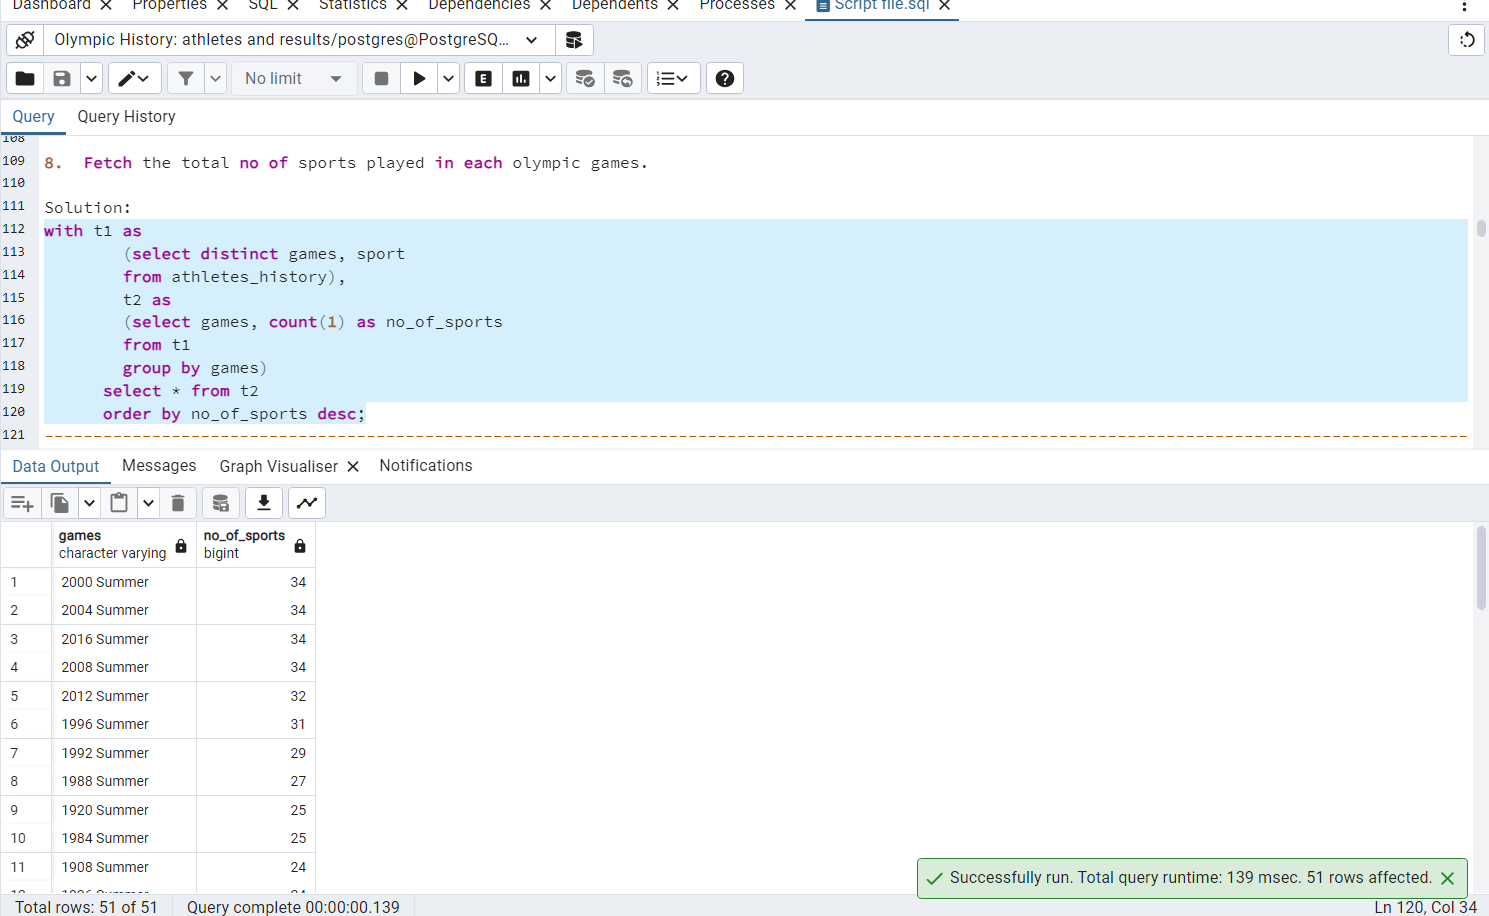 Dashboard Properties SQL Statistics Dependencies Dependents Processes Script file.sql
Olympic History: athletes and results/postgres@PostgreSQ...
No limit
E
Query Query History
108
109 8. Fetch the total no of sports played in each olympic games.
110
111 Solution:
112 with t1 as
113 (select distinct games, sport
114 from athletes_history),
115 t2 as
116 (select games, count(1) as no_of_sports
117 from t1
118 group by games)
119 select * from t2
120 order by no_of_sports desc;
121 --------------------------------------------------------------------------------------------------------------------------------------------------
Data Output Messages Graph Visualiser Notifications
games no_of_sports
character varying bigint
1 2000 Summer 34
2 2004 Summer 34
3 2016 Summer 34
4 2008 Summer 34
5 2012 Summer 32
6 1996 Summer 31
7 1992 Summer 29
8 1988 Summer 27
9 1920 Summer 25
10 1984 Summer 25
11 1908 Summer 24
Successfully run. Total query runtime: 139 msec. 51 rows affected.
Total rows: 51 of 51 Query complete 00:00:00.139 Ln 120, Col 34